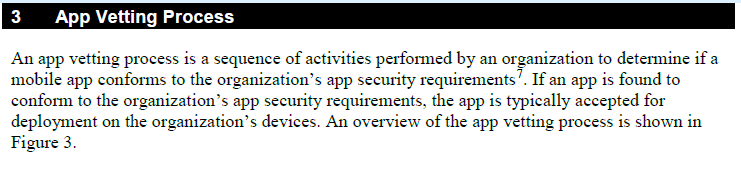 3 App Vetting Process
An app vetting process is a sequence of activities performed by an organization to determine if a
mobile app conforms to the organization’s app security requirements⁷. If an app is found to
conform to the organization’s app security requirements, the app is typically accepted for
deployment on the organization’s devices. An overview of the app vetting process is shown in
Figure 3.